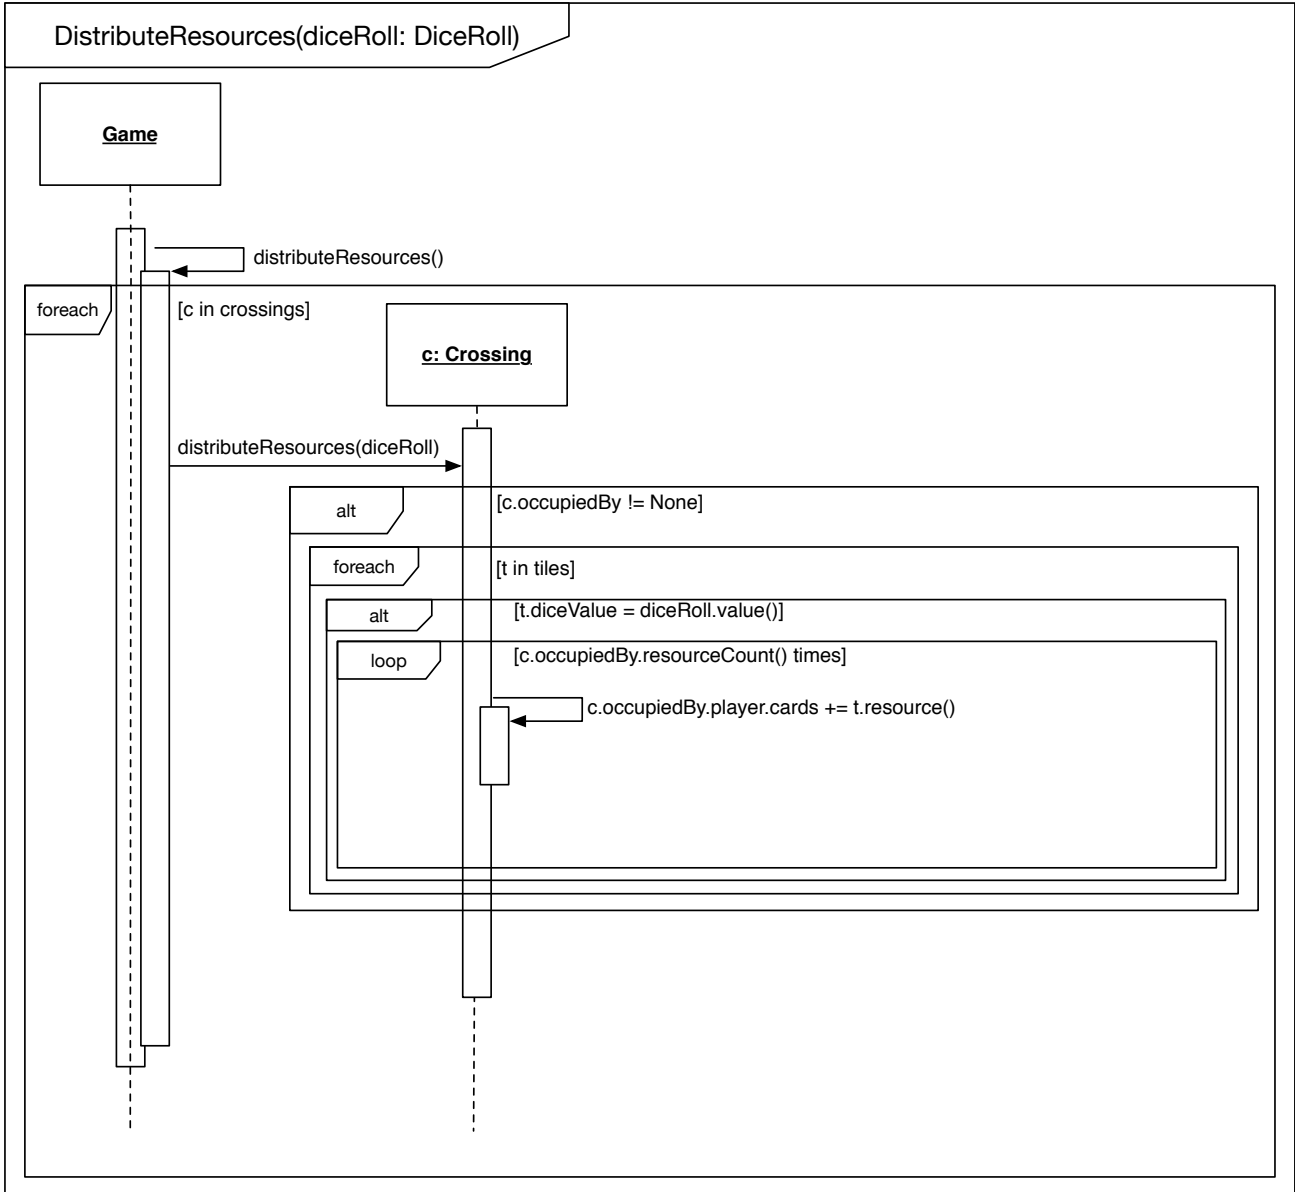 DistributeResources(diceRoll: DiceRoll)
Game
distributeResources()
foreach
[c in crossings]
c: Crossing
distributeResources(diceRoll)
alt
[c.occupiedBy != None]
foreach
[t in tiles]
alt
[t.diceValue = diceRoll.value()]
loop
[c.occupiedBy.resourceCount() times]
c.occupiedBy.player.cards += t.resource()